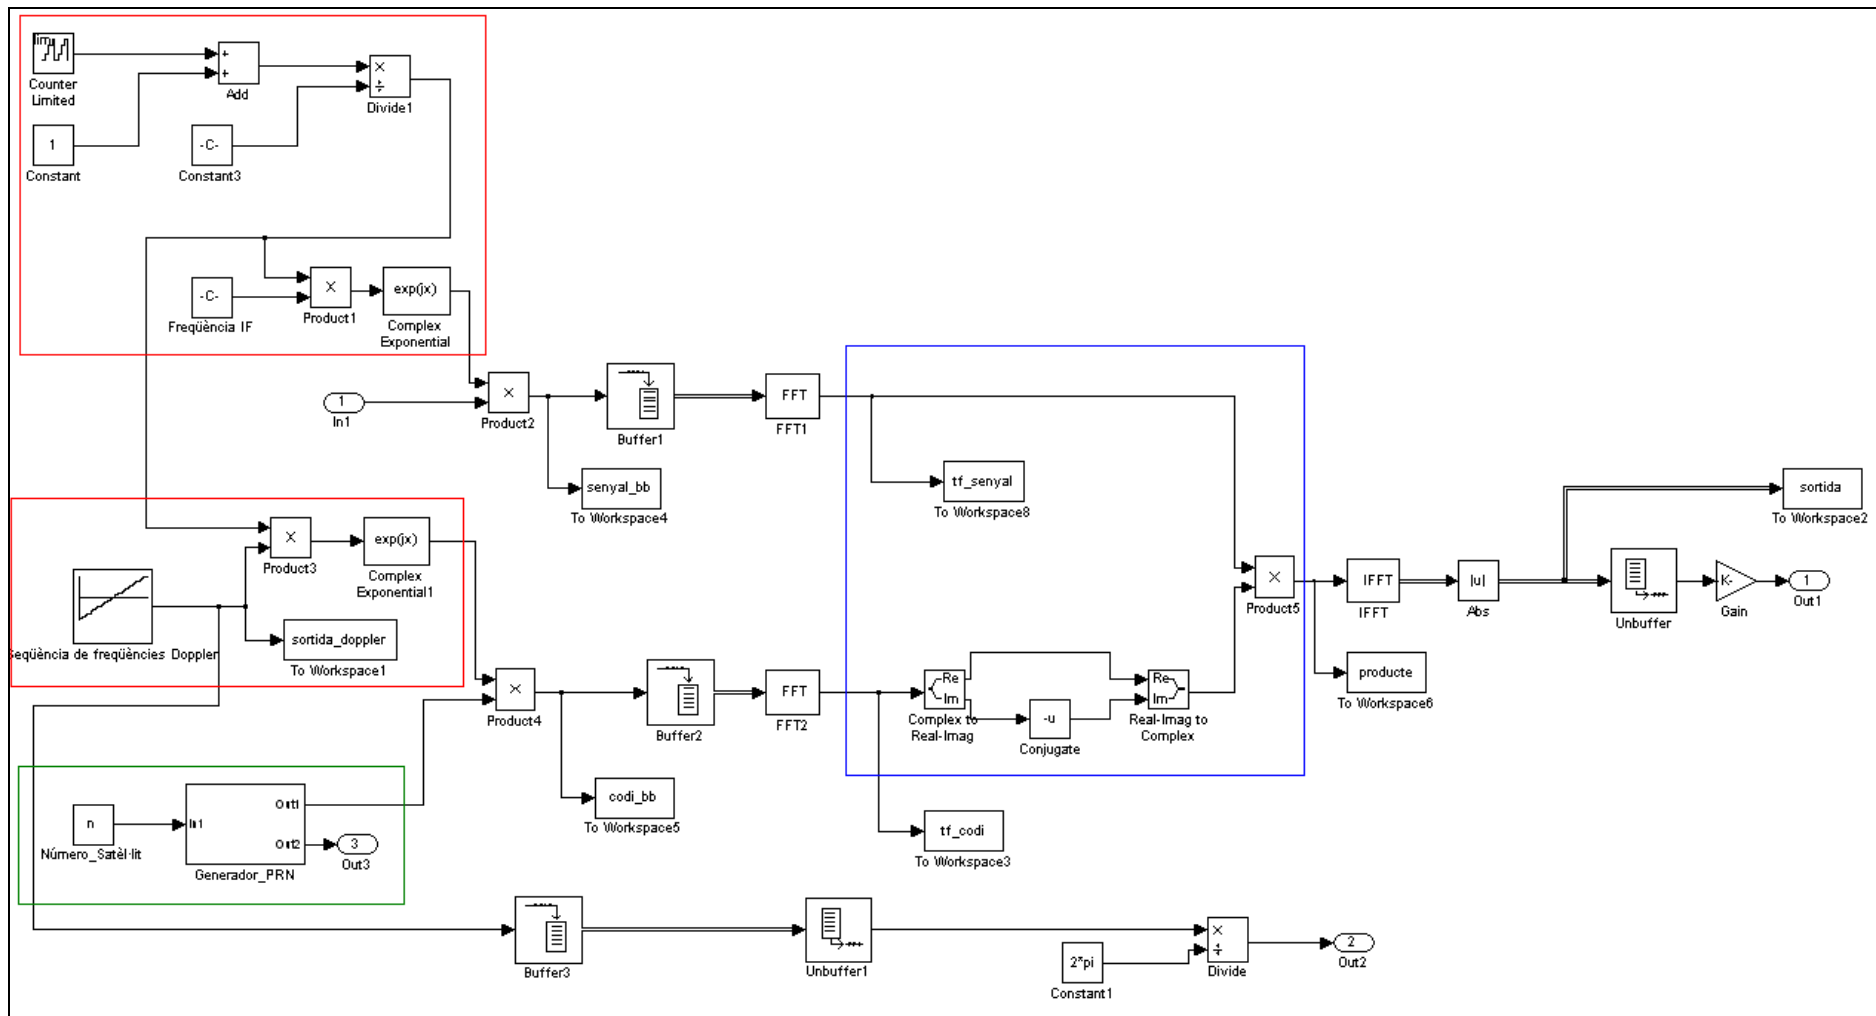 lim
Counter
Limited
+
+
Add
×
÷
Divide1
1
Constant
-C-
Constant3
-C-
Freqüència IF
×
Product1
exp(jx)
Complex
Exponential
1
In1
×
Product2
Buffer1
FFT
FFT1
senyal_bb
To Workspace4
tf_senyal
To Workspace8
sortida
To Workspace2
×
Product3
exp(jx)
Complex
Exponential1
eqüència de freqüències Doppler
sortida_doppler
To Workspace1
×
Product4
Buffer2
FFT
FFT2
Re
Im
Complex to
Real-Imag
-u
Conjugate
Re
Im
Real-Imag to
Complex
×
Product5
IFFT
IFFT
|u|
Abs
Unbuffer
K-
Gain
1
Out1
producte
To Workspace6
codi_bb
To Workspace5
tf_codi
To Workspace3
n
Número_Satèl·lit
In1
Out1
Out2
Generador_PRN
3
Out3
Buffer3
Unbuffer1
2*pi
Constant1
×
÷
Divide
2
Out2